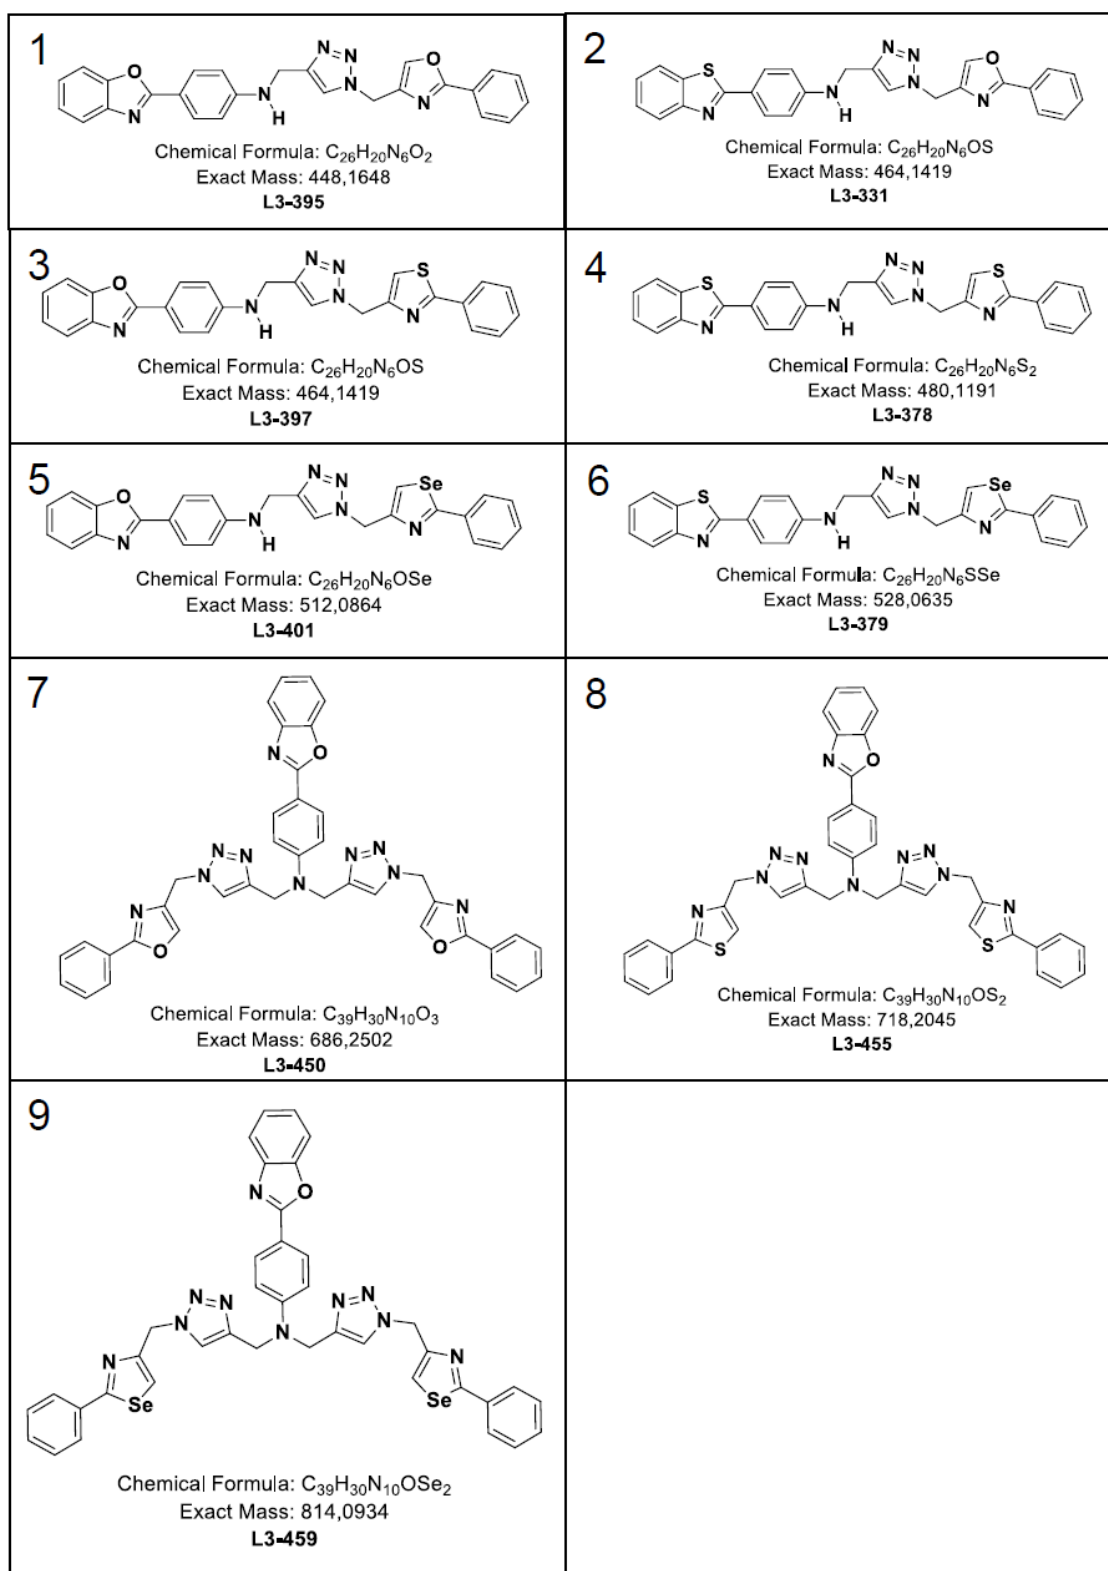 1
Chemical Formula: C₂₆H₂₀N₆O₂
Exact Mass: 448,1648
L3-395
2
Chemical Formula: C₂₆H₂₀N₆OS
Exact Mass: 464,1419
L3-331
3
Chemical Formula: C₂₆H₂₀N₆OS
Exact Mass: 464,1419
L3-397
4
Chemical Formula: C₂₆H₂₀N₆S₂
Exact Mass: 480,1191
L3-378
5
Chemical Formula: C₂₆H₂₀N₆OSe
Exact Mass: 512,0864
L3-401
6
Chemical Formula: C₂₆H₂₀N₆SSe
Exact Mass: 528,0635
L3-379
7
Chemical Formula: C₃₉H₃₀N₁₀O₃
Exact Mass: 686,2502
L3-450
8
Chemical Formula: C₃₉H₃₀N₁₀OS₂
Exact Mass: 718,2045
L3-455
9
Chemical Formula: C₃₉H₃₀N₁₀OSe₂
Exact Mass: 814,0934
L3-459